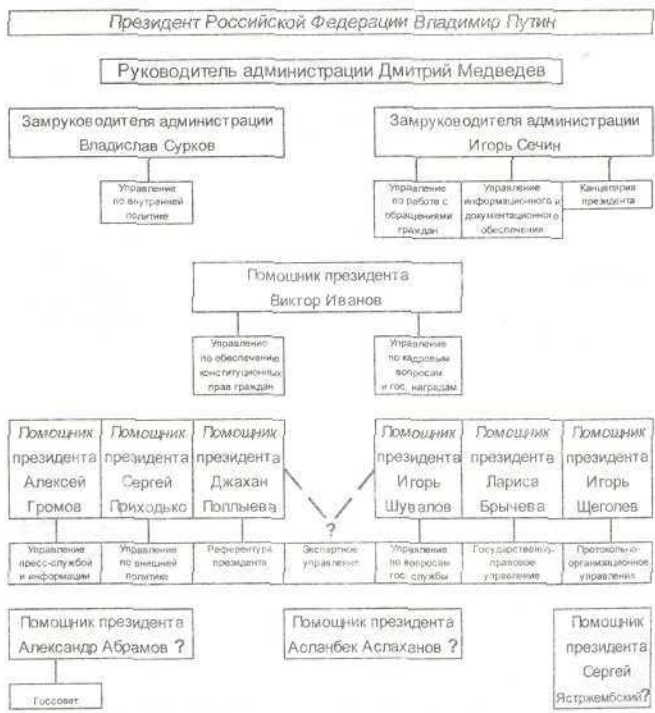 Президент Российской Федерации Владимир Путин
Руководитель администрации Дмитрий Медведев
Замруководителя администрации
Владислав Сурков
Замруководителя администрации
Игорь Сечин
Управление
по внутренней
политике
Управление
по работе с
обращениями
граждан
Управление
информационного и
документационного
обеспечения
Канцелярия
президента
Помощник президента
Виктор Иванов
Управление
по обеспечению
конституционных
прав граждан
Управление
по кадровым
вопросам
и гос. наградам
Помощник
президента
Алексей
Громов
Помощник
президента
Сергей
Приходько
Помощник
президента
Джахан
Поллыева
?
Помощник
президента
Игорь
Шувалов
Помощник
президента
Лариса
Брычева
Помощник
президента
Игорь
Щеголев
Управление
пресс-службой
и информации
Управление
по внешней
политике
Референтура
президента
Экспертное
управление
Управление
по вопросам
гос. службы
Государственно-
правовое
управление
Протокольно-
организационное
управления
Помощник президента
Александр Абрамов ?
Госсовет
Помощник президента
Асланбек Аслаханов ?
Помощник
президента
Сергей
Ястржембский?